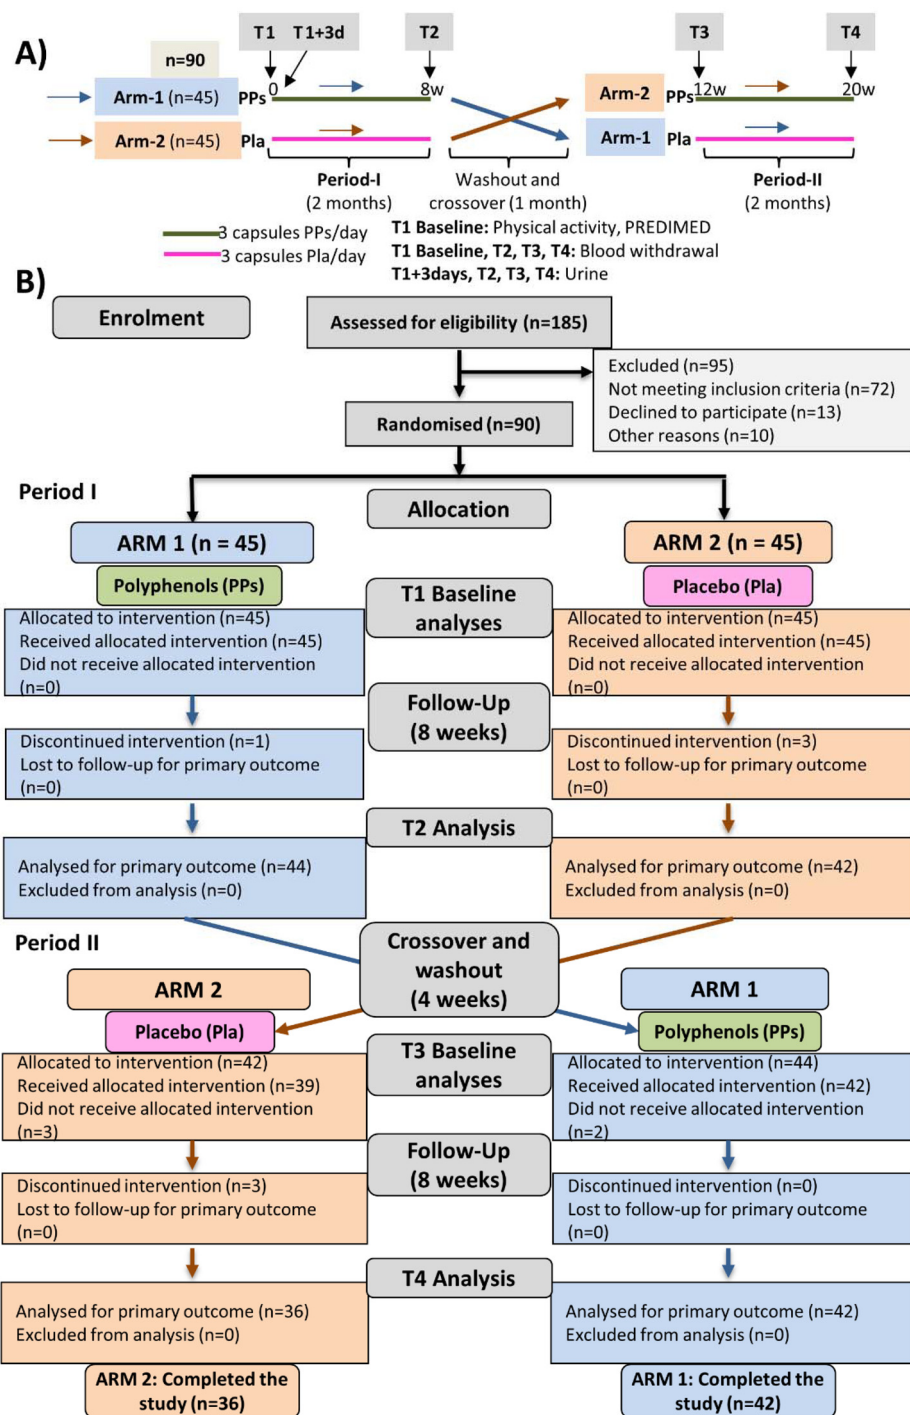 A)
n=90
T1 T1+3d
T2
T3
T4
0
8w
12w
20w
Arm-1 (n=45)
PPs
Arm-2
PPs
Arm-2 (n=45)
Pla
Arm-1
Pla
Period-I
(2 months)
Washout and
crossover (1 month)
Period-II
(2 months)
3 capsules PPs/day
3 capsules Pla/day
T1 Baseline: Physical activity, PREDIMED
T1 Baseline, T2, T3, T4: Blood withdrawal
T1+3days, T2, T3, T4: Urine
B)
Enrolment
Assessed for eligibility (n=185)
Excluded (n=95)
Not meeting inclusion criteria (n=72)
Declined to participate (n=13)
Other reasons (n=10)
Randomised (n=90)
Period I
Allocation
ARM 1 (n = 45)
Polyphenols (PPs)
ARM 2 (n = 45)
Placebo (Pla)
T1 Baseline
analyses
Allocated to intervention (n=45)
Received allocated intervention (n=45)
Did not receive allocated intervention
(n=0)
Allocated to intervention (n=45)
Received allocated intervention (n=45)
Did not receive allocated intervention
(n=0)
Follow-Up
(8 weeks)
Discontinued intervention (n=1)
Lost to follow-up for primary outcome
(n=0)
Discontinued intervention (n=3)
Lost to follow-up for primary outcome
(n=0)
T2 Analysis
Analysed for primary outcome (n=44)
Excluded from analysis (n=0)
Analysed for primary outcome (n=42)
Excluded from analysis (n=0)
Period II
Crossover and
washout
(4 weeks)
ARM 2
Placebo (Pla)
ARM 1
Polyphenols (PPs)
T3 Baseline
analyses
Allocated to intervention (n=42)
Received allocated intervention (n=39)
Did not receive allocated intervention
(n=3)
Allocated to intervention (n=44)
Received allocated intervention (n=42)
Did not receive allocated intervention
(n=2)
Follow-Up
(8 weeks)
Discontinued intervention (n=3)
Lost to follow-up for primary outcome
(n=0)
Discontinued intervention (n=0)
Lost to follow-up for primary outcome
(n=0)
T4 Analysis
Analysed for primary outcome (n=36)
Excluded from analysis (n=0)
Analysed for primary outcome (n=42)
Excluded from analysis (n=0)
ARM 2: Completed the
study (n=36)
ARM 1: Completed the
study (n=42)